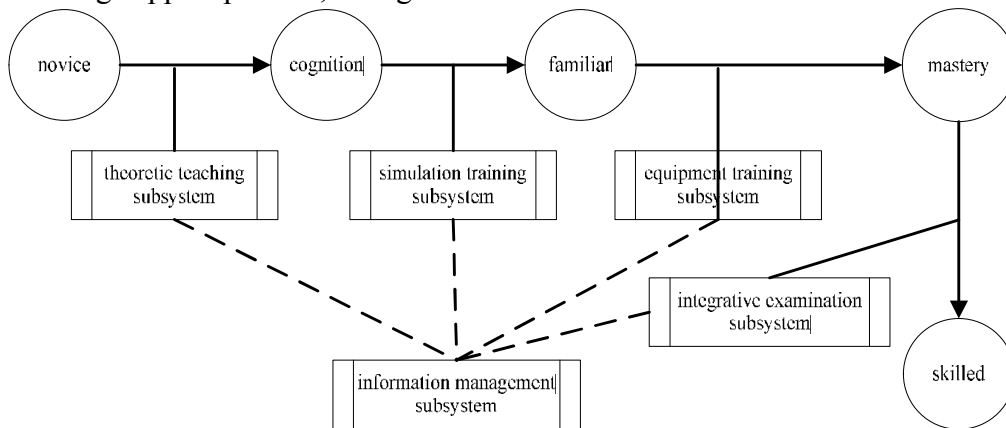 novice
cognition
familiar
mastery
theoretic teaching
subsystem
simulation training
subsystem
equipment training
subsystem
integrative examination
subsystem
information management
subsystem
skilled